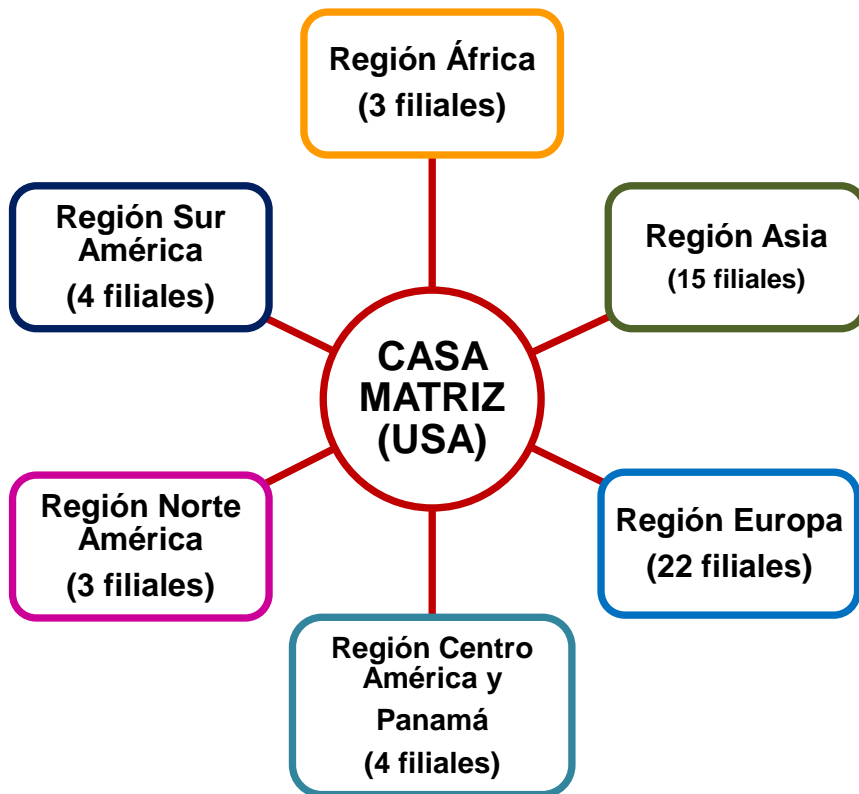 Región África
(3 filiales)
Región Sur
América
(4 filiales)
Región Asia
(15 filiales)
CASA
MATRIZ
(USA)
Región Norte
América
(3 filiales)
Región Europa
(22 filiales)
Región Centro
América y
Panamá
(4 filiales)